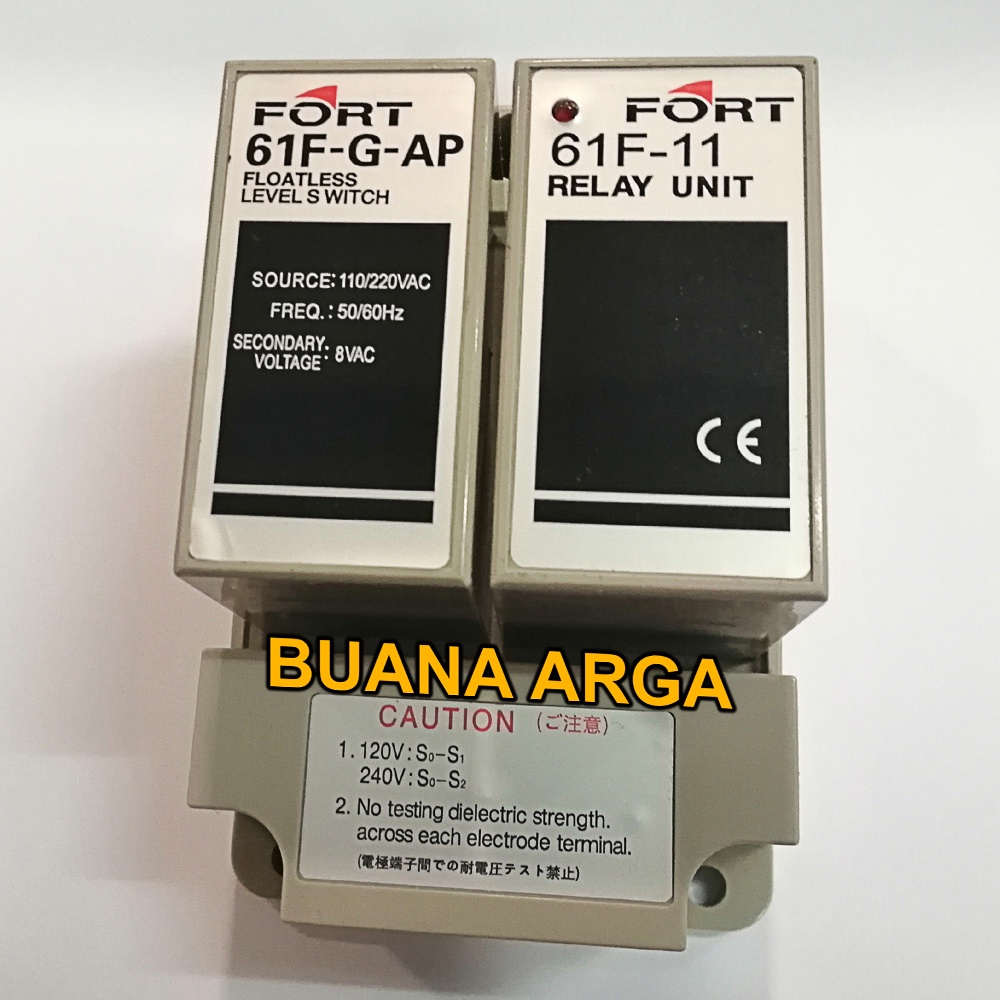 FORT
61F-G-AP
FLOATLESS
LEVEL S WITCH
SOURCE: 110/220VAC
FREQ. : 50/60Hz
SECONDARY
VOLTAGE : 8VAC
FORT
61F-11
RELAY UNIT
CE
BUANA ARGA
CAUTION (ご注意)
1. 120V : S₀-S₁
240V : S₀-S₂
2. No testing dielectric strength.
across each electrode terminal.
(電極端子間での耐電圧テスト禁止)